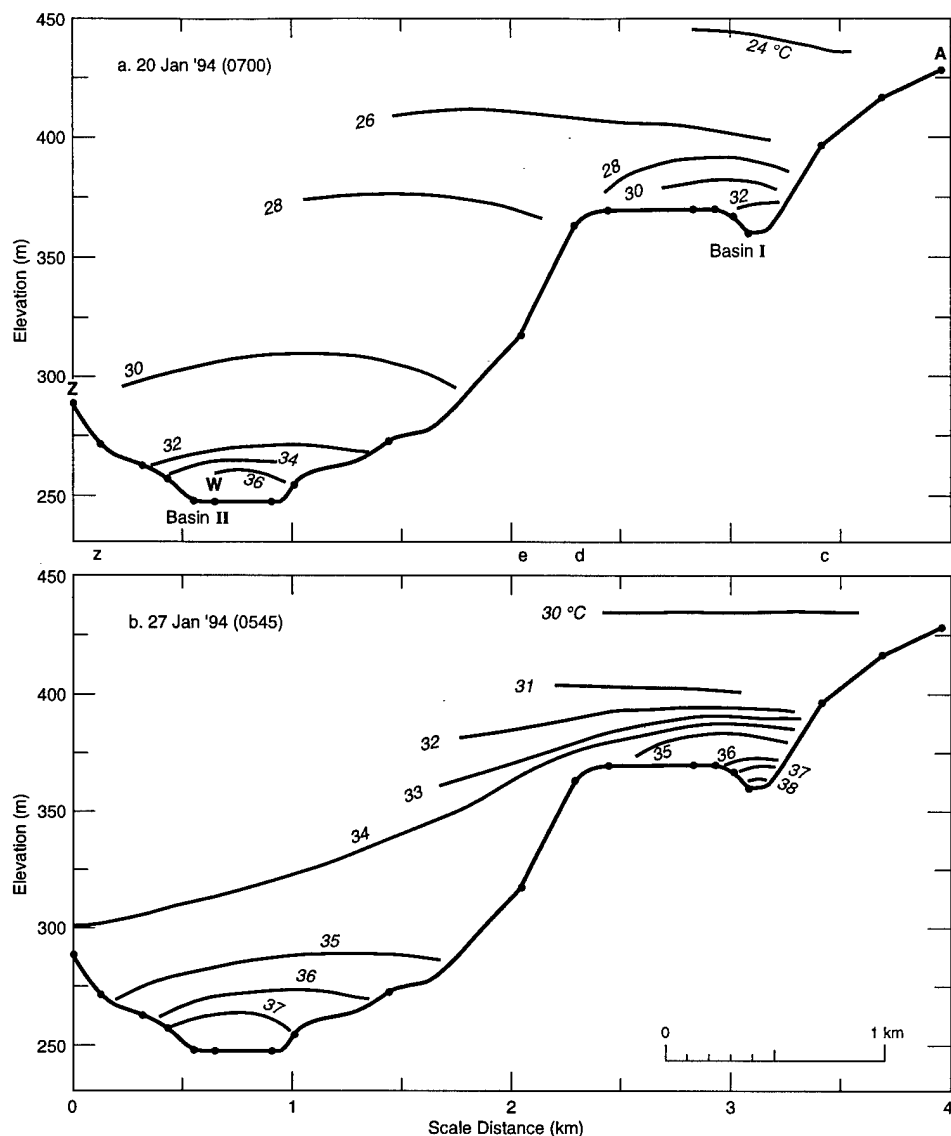 450
400
350
300
250
Elevation (m)
a. 20 Jan '94 (0700)
24 °C
A
26
28
28
30
32
Basin I
30
Z
32
34
36
W
Basin II
z
e
d
c
450
400
350
300
250
Elevation (m)
b. 27 Jan '94 (0545)
30 °C
31
32
33
34
35
36
37
38
35
36
37
0
1 km
0
1
2
3
4
Scale Distance (km)